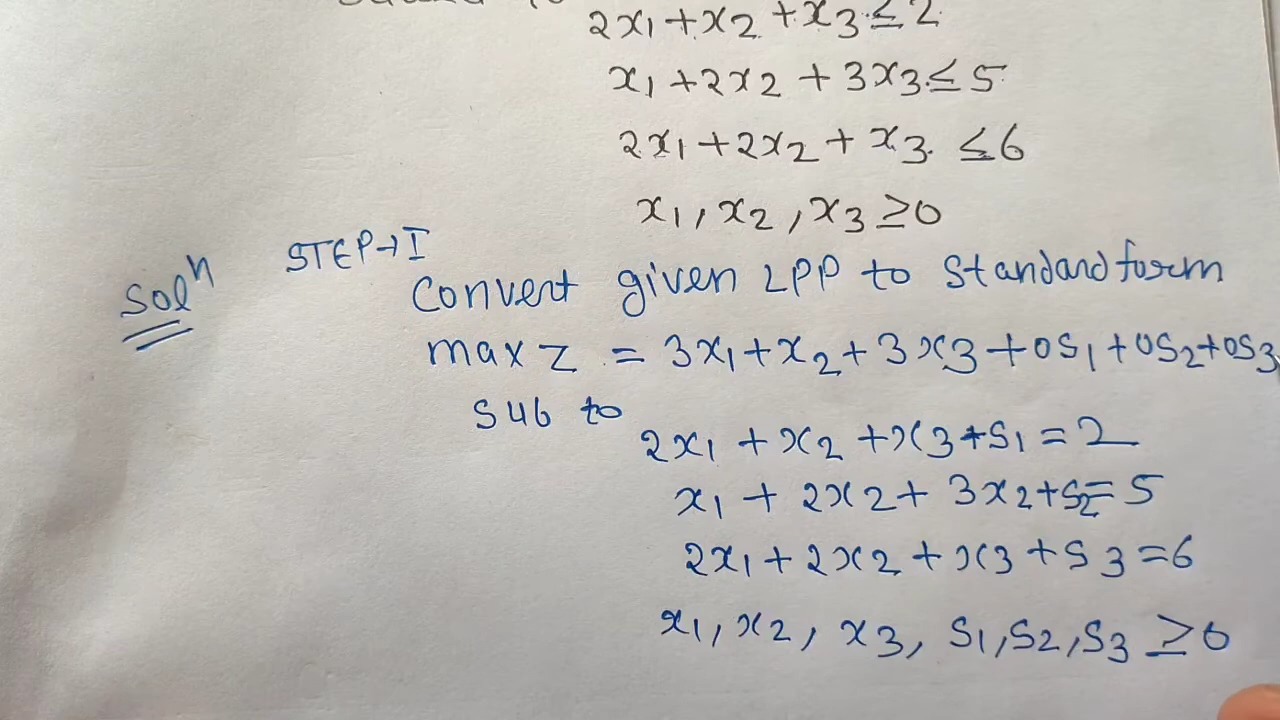 2x1 + x2 + x3 ≤ 2
x1 + 2x2 + 3x3 ≤ 5
2x1 + 2x2 + x3 ≤ 6
x1, x2, x3 ≥ 0
Soln STEP→I
Convert given LPP to standard form
max z = 3x1 + x2 + 3x3 + 0s1 + 0s2 + 0s3
sub to
2x1 + x2 + x3 + s1 = 2
x1 + 2x2 + 3x2 + s2 = 5
2x1 + 2x2 + x3 + s3 = 6
x1, x2, x3, s1, s2, s3 ≥ 0